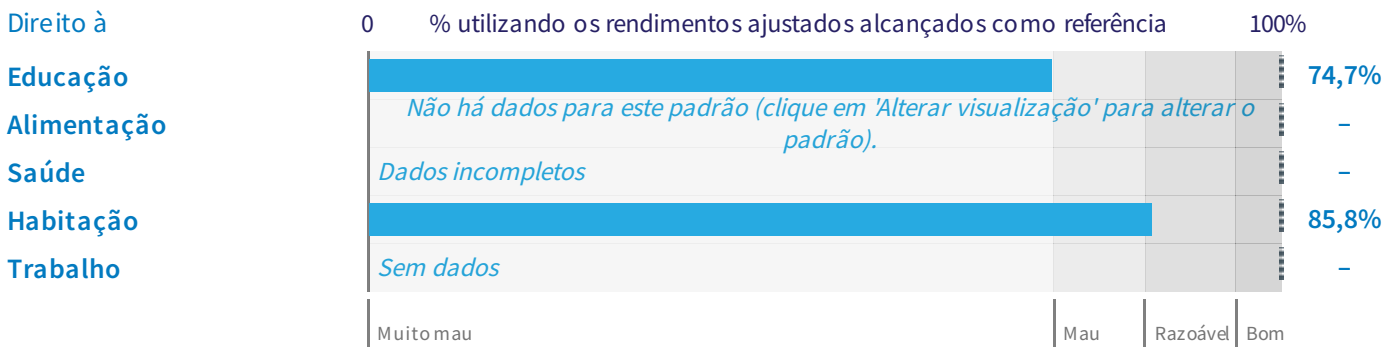 Direito à 0 % utilizando os rendimentos ajustados alcançados como referência 100%
Educação 74,7%
Não há dados para este padrão (clique em 'Alterar visualização' para alterar o
Alimentação –
padrão).
Saúde Dados incompletos –
Habitação 85,8%
Trabalho Sem dados –
Muito mau Mau Razoável Bom